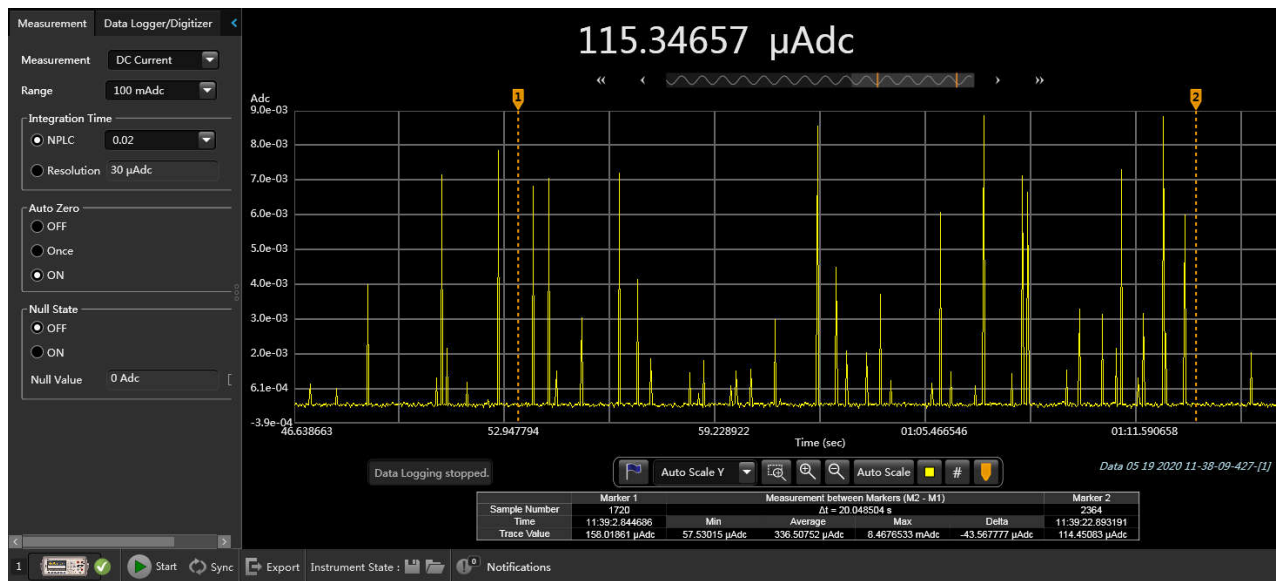 Measurement Data Logger/Digitizer
Measurement DC Current
Range 100 mAdc
Integration Time
NPLC 0.02
Resolution 30 µAdc
Auto Zero
OFF
Once
ON
Null State
OFF
ON
Null Value 0 Adc
115.34657 µAdc
Adc
1 2
9.0e-03
8.0e-03
7.0e-03
6.0e-03
5.0e-03
4.0e-03
3.0e-03
2.0e-03
6.1e-04
-3.9e-04
46.638663 52.947794 59.228922 01:05.466546 01:11.590658
Time (sec)
Data Logging stopped.
Auto Scale Y Auto Scale #
Data 05 19 2020 11-38-09-427-[1]
Marker 1 Measurement between Markers (M2 - M1) Marker 2
Sample Number 1720 Δt = 20.048504 s 2364
Time 11:39:2.844686 Min Average Max Delta 11:39:22.893191
Trace Value 158.01861 µAdc 57.53015 µAdc 336.50752 µAdc 8.4676533 mAdc -43.567777 µAdc 114.45083 µAdc
1 Start Sync Export Instrument State : 0 Notifications